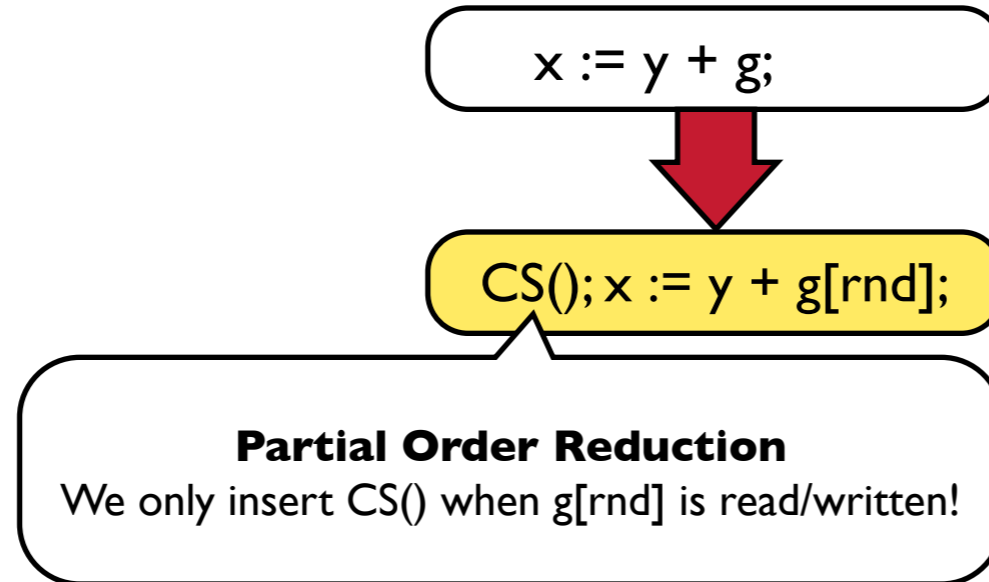 x := y + g;
CS(); x := y + g[rnd];
Partial Order Reduction
We only insert CS() when g[rnd] is read/written!